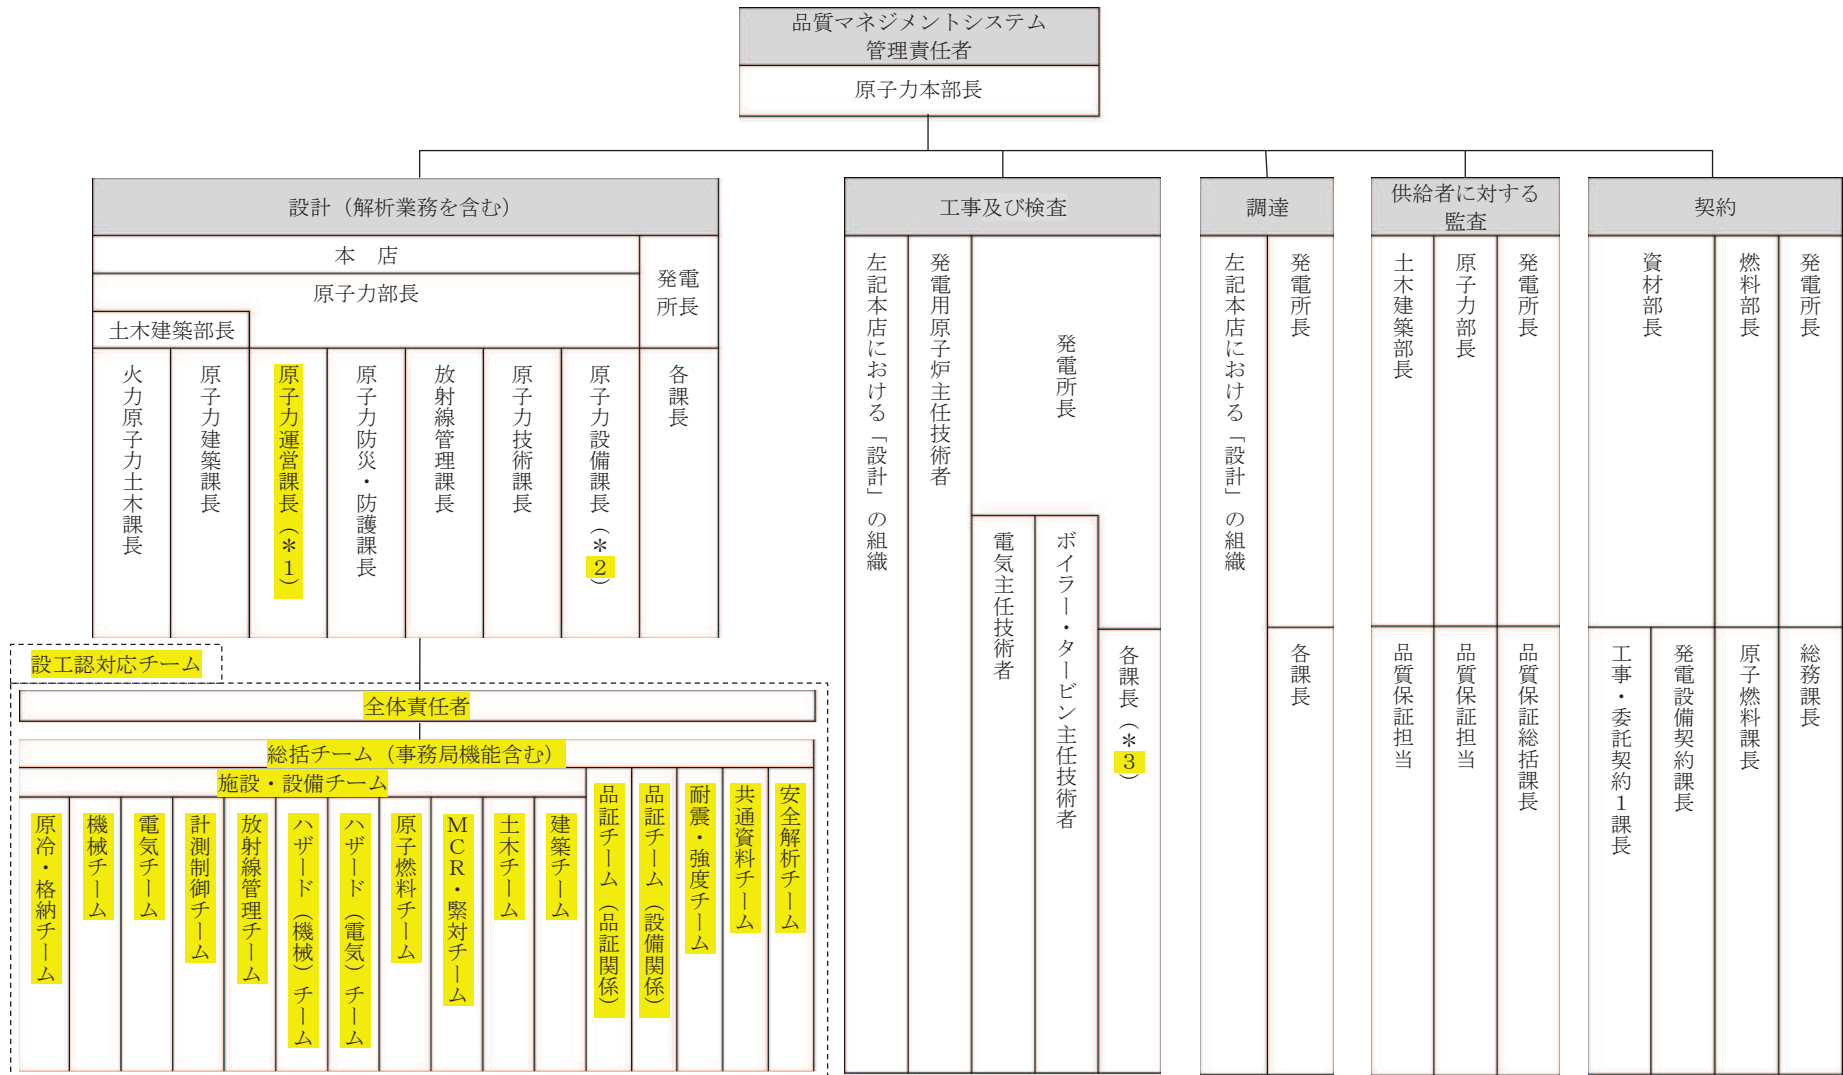 品質マネジメントシステム
管理責任者
原子力本部長
設計（解析業務を含む）
本　店
原子力部長
土木建築部長
発電
所長
火力原子力土木課長
原子力建築課長
原子力運営課長（＊１）
原子力防災・防護課長
放射線管理課長
原子力技術課長
原子力設備課長（＊２）
各課長
設工認対応チーム
全体責任者
総括チーム（事務局機能含む）
施設・設備チーム
原冷・格納チーム
機械チーム
電気チーム
計測制御チーム
放射線管理チーム
ハザード（機械）チーム
ハザード（電気）チーム
原子燃料チーム
ＭＣＲ・緊対チーム
土木チーム
建築チーム
品証チーム（品証関係）
品証チーム（設備関係）
耐震・強度チーム
共通資料チーム
安全解析チーム
工事及び検査
左記本店における「設計」の組織
発電用原子炉主任技術者
発電所長
電気主任技術者
ボイラー・タービン主任技術者
各課長（＊３）
調達
左記本店における「設計」の組織
発電所長
各課長
供給者に対する
監査
土木建築部長
原子力部長
発電所長
品質保証担当
品質保証担当
品質保証総括課長
契約
資材部長
燃料部長
発電所長
工事・委託契約１課長
発電設備契約課長
原子燃料課長
総務課長